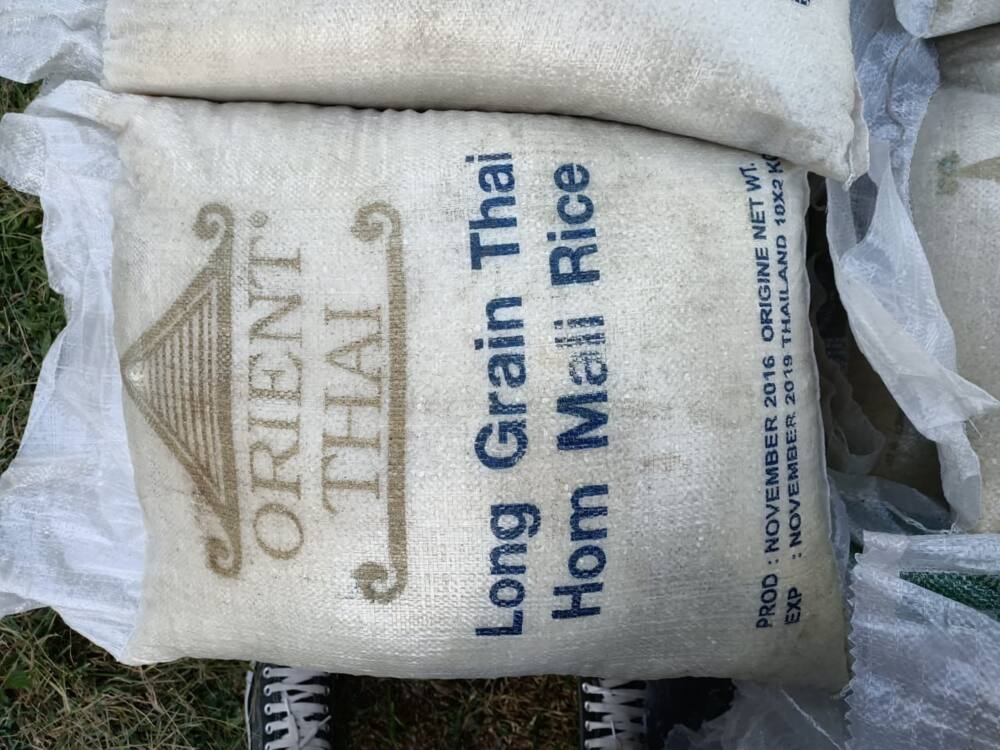 ORIENT®
THAI
Long Grain Thai
Hom Mali Rice
PROD : NOVEMBER 2016 ORIGINE NET WT.
EXP : NOVEMBER 2019 THAILAND 10X2 KG